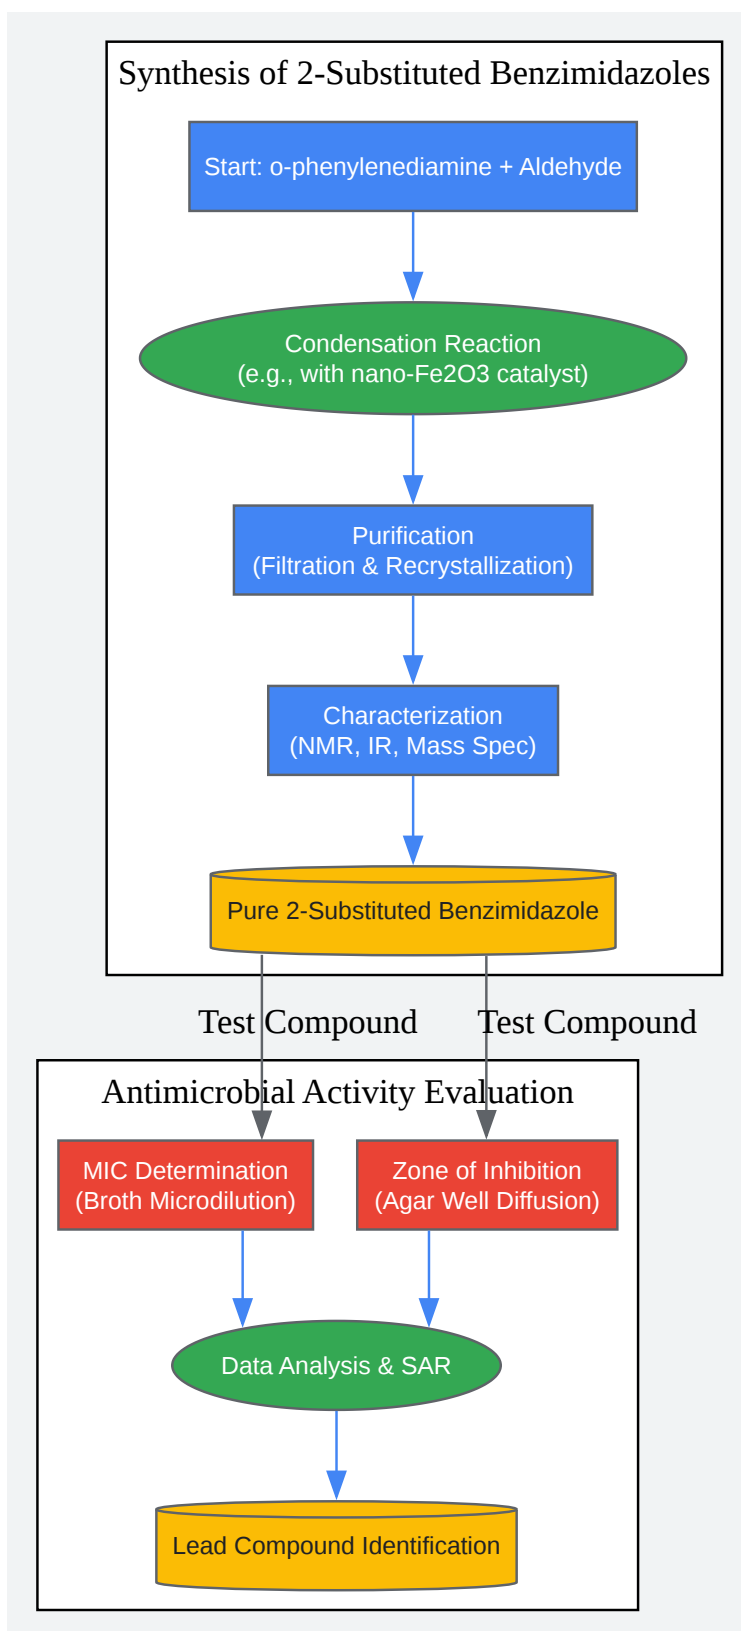 Synthesis of 2-Substituted Benzimidazoles
Start: o-phenylenediamine + Aldehyde
Condensation Reaction
(e.g., with nano-Fe2O3 catalyst)
Purification
(Filtration & Recrystallization)
Characterization
(NMR, IR, Mass Spec)
Pure 2-Substituted Benzimidazole
Test Compound
Test Compound
Antimicrobial Activity Evaluation
MIC Determination
(Broth Microdilution)
Zone of Inhibition
(Agar Well Diffusion)
Data Analysis & SAR
Lead Compound Identification